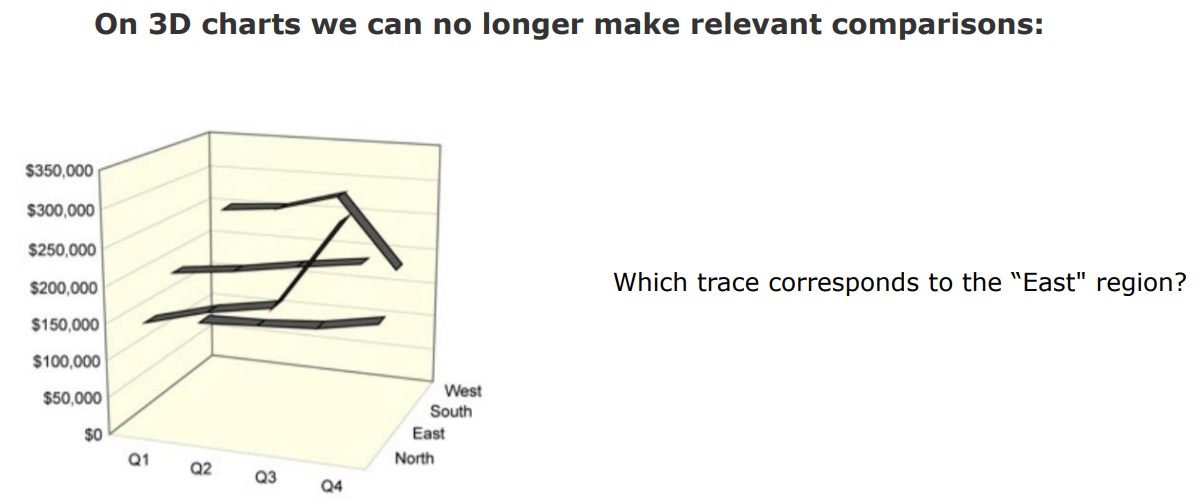 On 3D charts we can no longer make relevant comparisons:
$350,000
$300,000
$250,000
$200,000
$150,000
$100,000
$50,000
$0
Q1
Q2
Q3
Q4
West
South
East
North
Which trace corresponds to the “East" region?